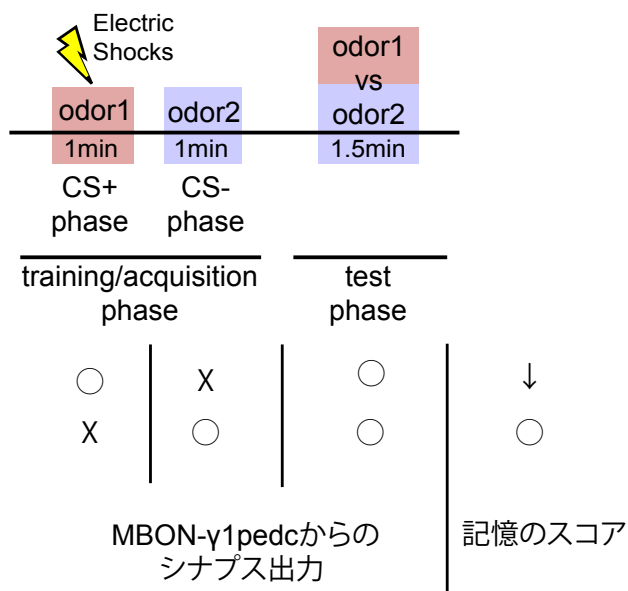 Electric
Shocks
odor1
odor2
odor1
vs
odor2
1min
1min
1.5min
CS+
phase
CS-
phase
training/acquisition
phase
test
phase
○ X ○ ↓
X ○ ○ ○
MBON-γ1pedcからの
シナプス出力
記憶のスコア